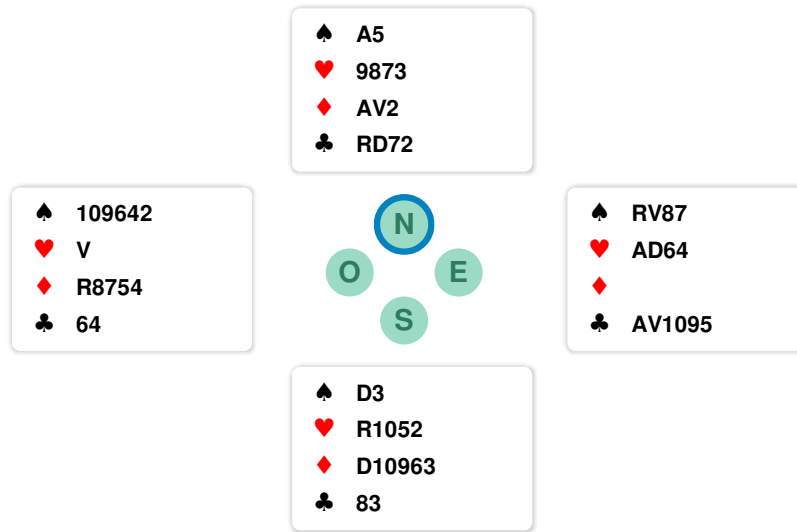 ♠ A5
♥ 9873
♦ AV2
♣ RD72
♠ 109642
♥ V
♦ R8754
♣ 64
N
O E
S
♠ RV87
♥ AD64
♦
♣ AV1095
♠ D3
♥ R1052
♦ D10963
♣ 83